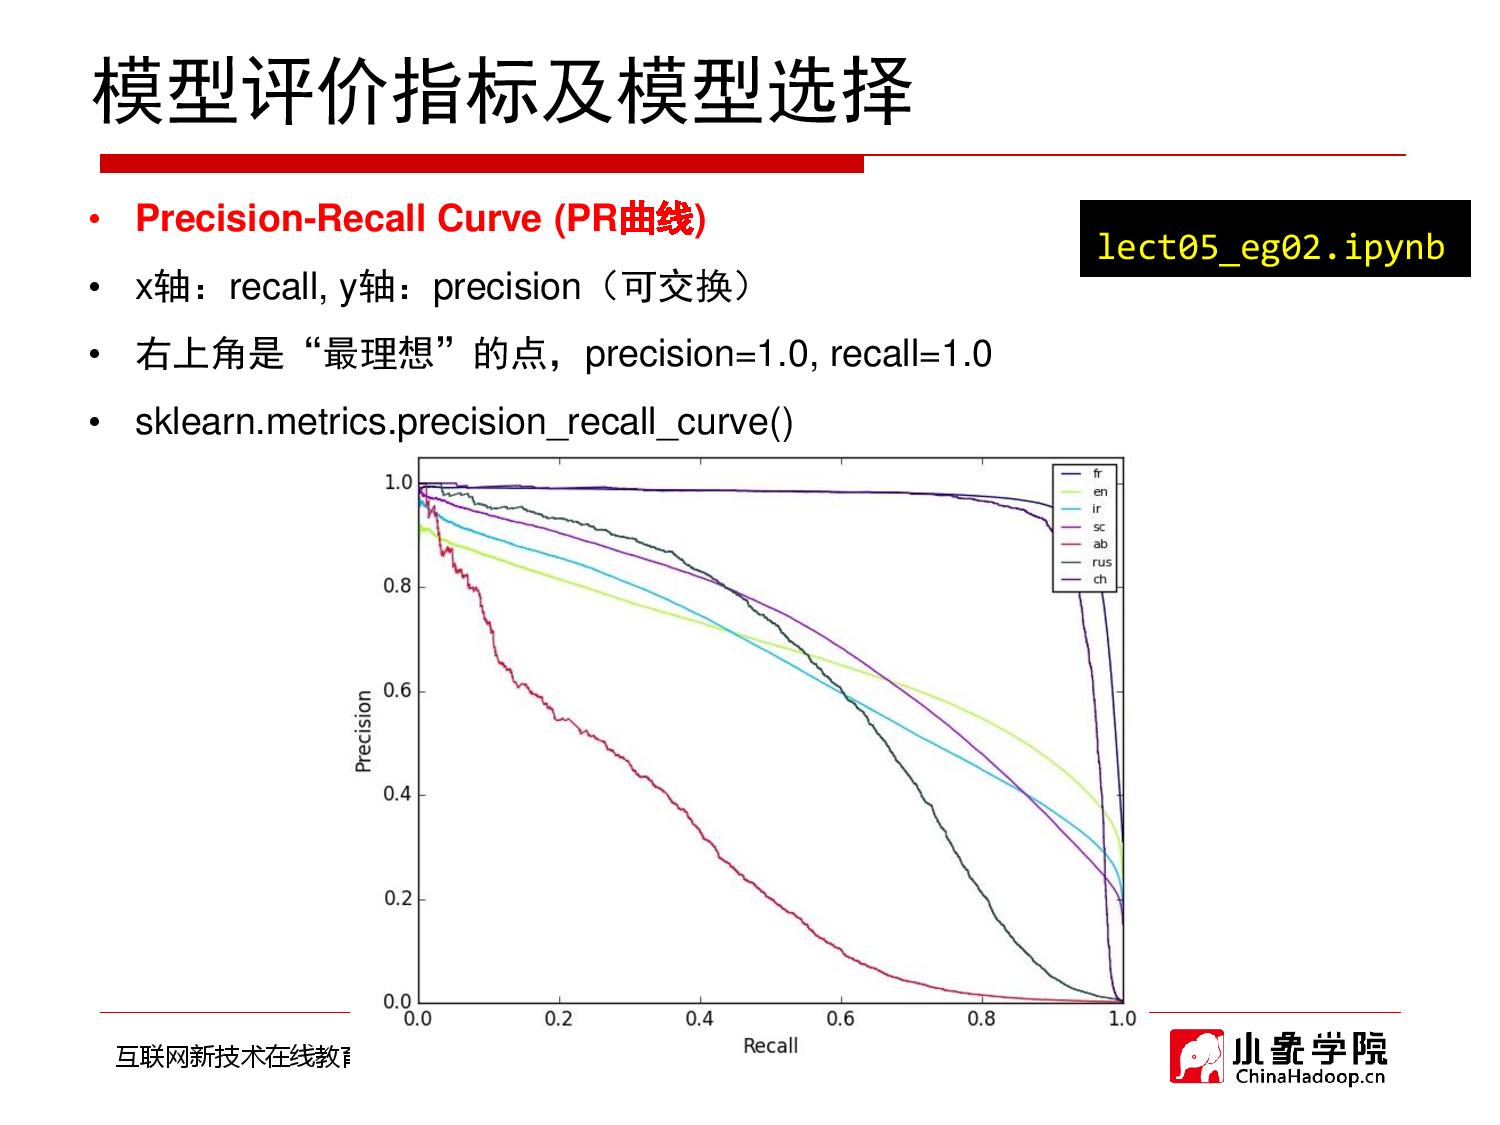 模型评价指标及模型选择
• Precision-Recall Curve (PR曲线)
lect05_eg02.ipynb
• x轴：recall, y轴：precision（可交换）
• 右上角是“最理想”的点，precision=1.0, recall=1.0
• sklearn.metrics.precision_recall_curve()
1.0
0.8
0.6
0.4
0.2
0.0
Precision
fr
en
ir
sc
ab
rus
ch
0.0 0.2 0.4 0.6 0.8 1.0
Recall
互联网新技术在线教
小象学院
ChinaHadoop.cn